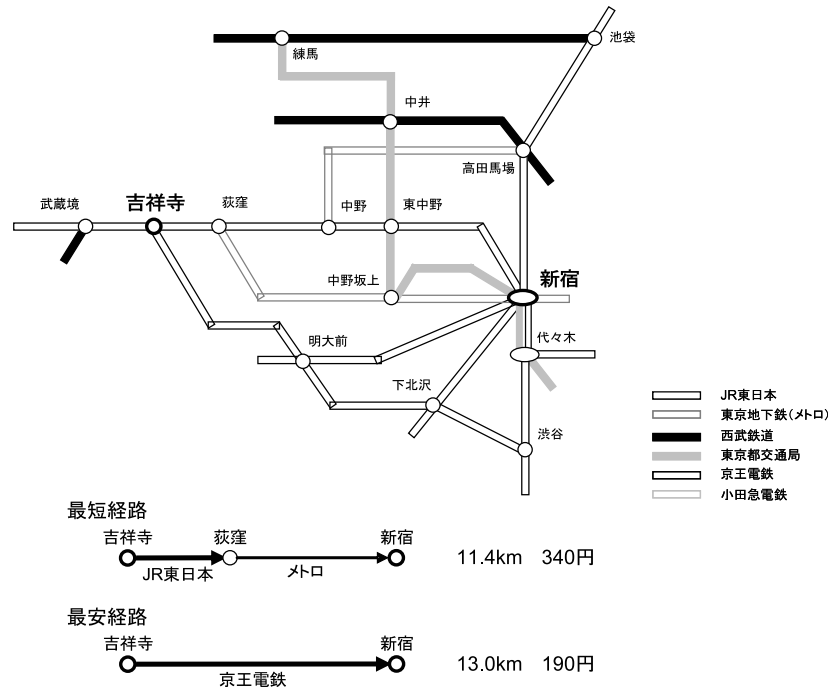 池袋
練馬
中井
高田馬場
武蔵境
吉祥寺
荻窪
中野
東中野
中野坂上
新宿
明大前
代々木
下北沢
渋谷
JR東日本
東京地下鉄(メトロ)
西武鉄道
東京都交通局
京王電鉄
小田急電鉄
最短経路
吉祥寺 荻窪 新宿
JR東日本 メトロ
11.4km 340円
最安経路
吉祥寺 新宿
京王電鉄
13.0km 190円